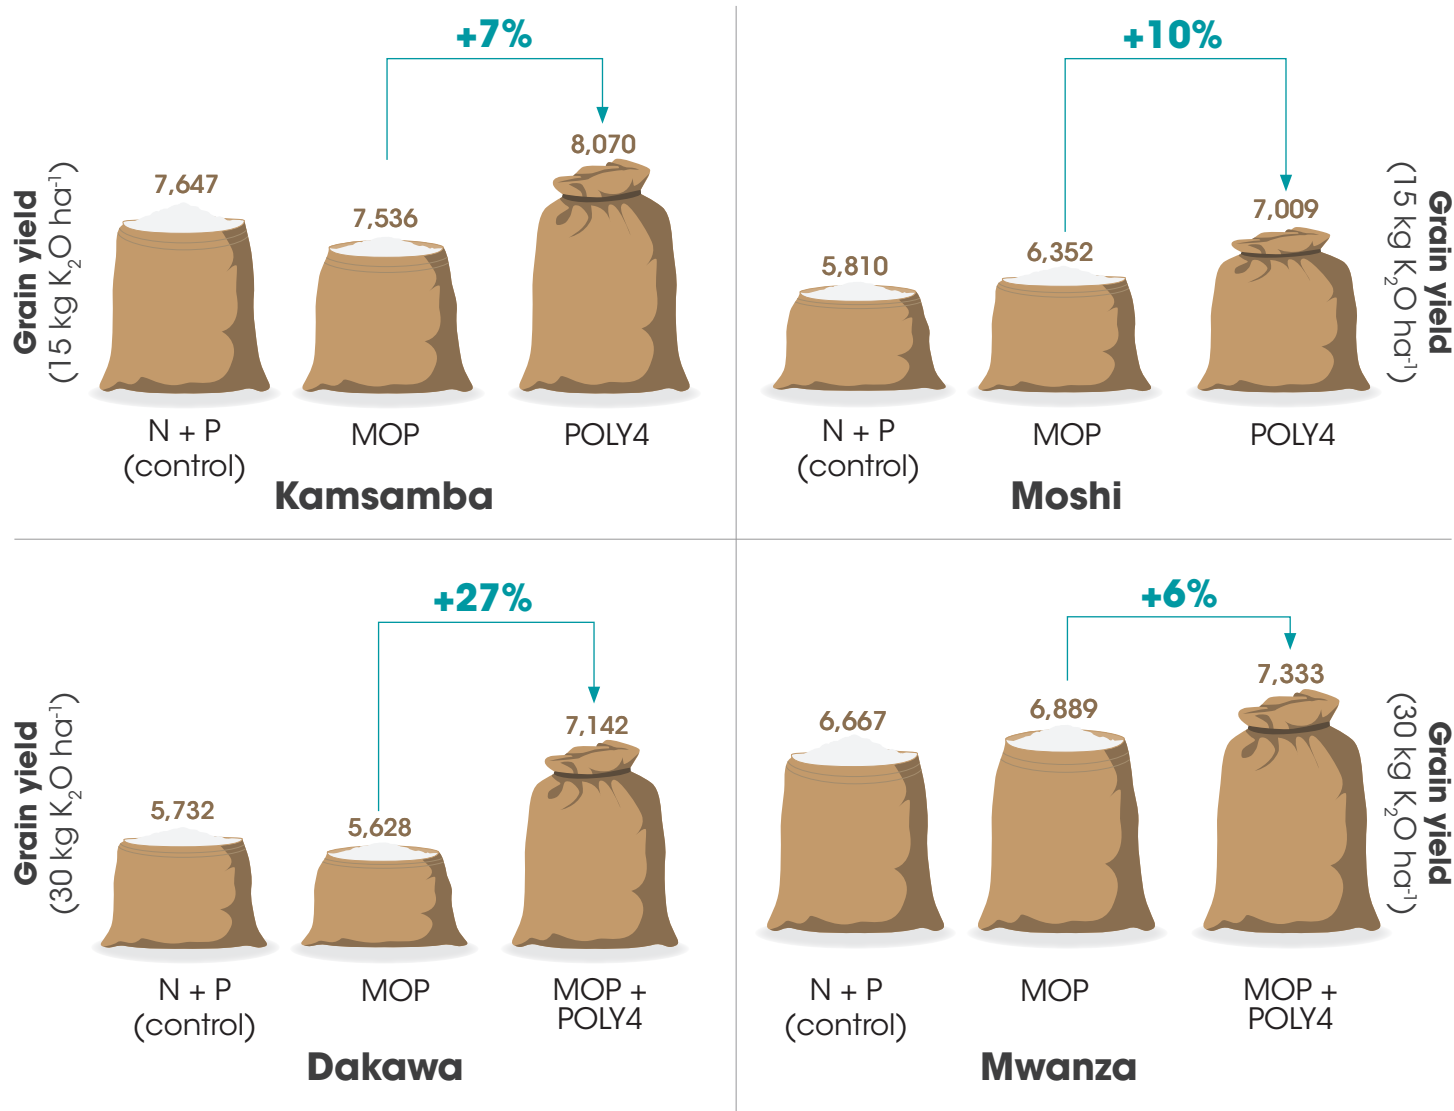 +7%
7,647
7,536
8,070
Grain yield
(15 kg K₂O ha⁻¹)
N + P
(control)
MOP
POLY4
Kamsamba
+10%
5,810
6,352
7,009
Grain yield
(15 kg K₂O ha⁻¹)
N + P
(control)
MOP
POLY4
Moshi
+27%
5,732
5,628
7,142
Grain yield
(30 kg K₂O ha⁻¹)
N + P
(control)
MOP
MOP +
POLY4
Dakawa
+6%
6,667
6,889
7,333
Grain yield
(30 kg K₂O ha⁻¹)
N + P
(control)
MOP
MOP +
POLY4
Mwanza